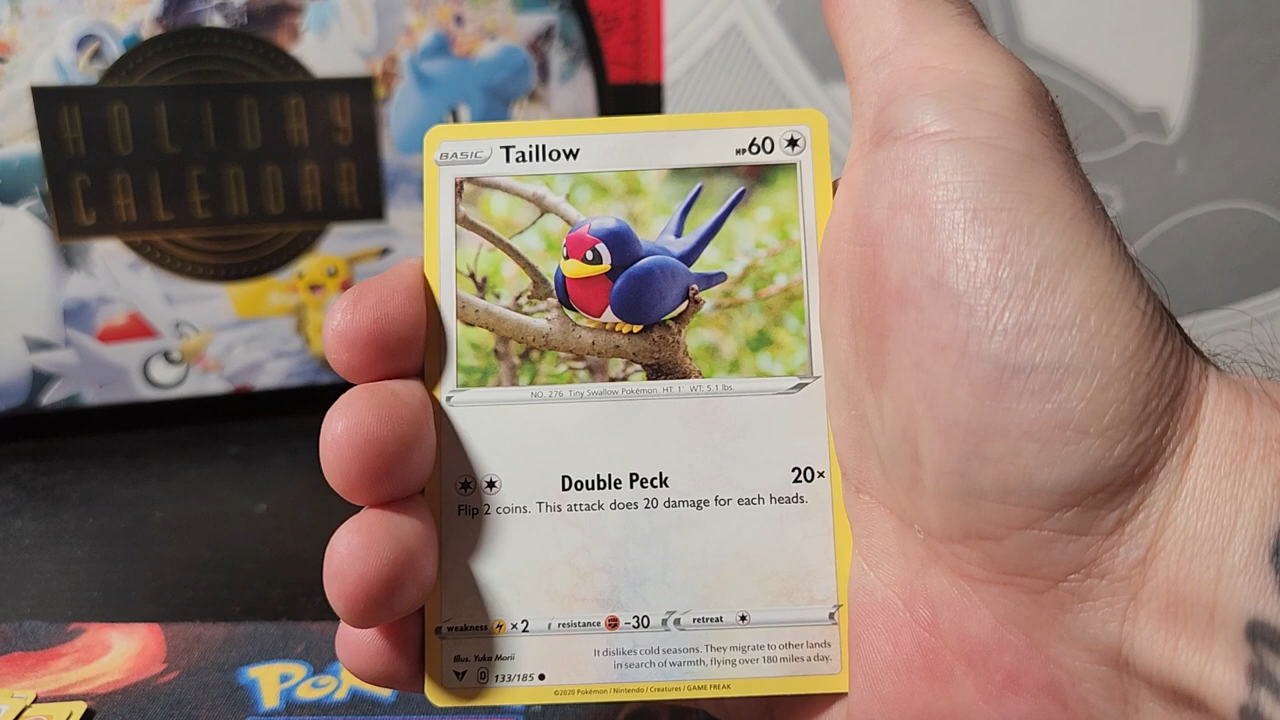 HOLIDAY
CALENDAR
BASIC Taillow HP60
NO. 276 Tiny Swallow Pokémon HT: 1' WT: 5.1 lbs.
Double Peck 20×
Flip 2 coins. This attack does 20 damage for each heads.
weakness ×2 resistance -30 retreat
Illus. Yuka Morii
It dislikes cold seasons. They migrate to other lands
in search of warmth, flying over 180 miles a day.
D 133/185
©2020 Pokémon / Nintendo / Creatures / GAME FREAK